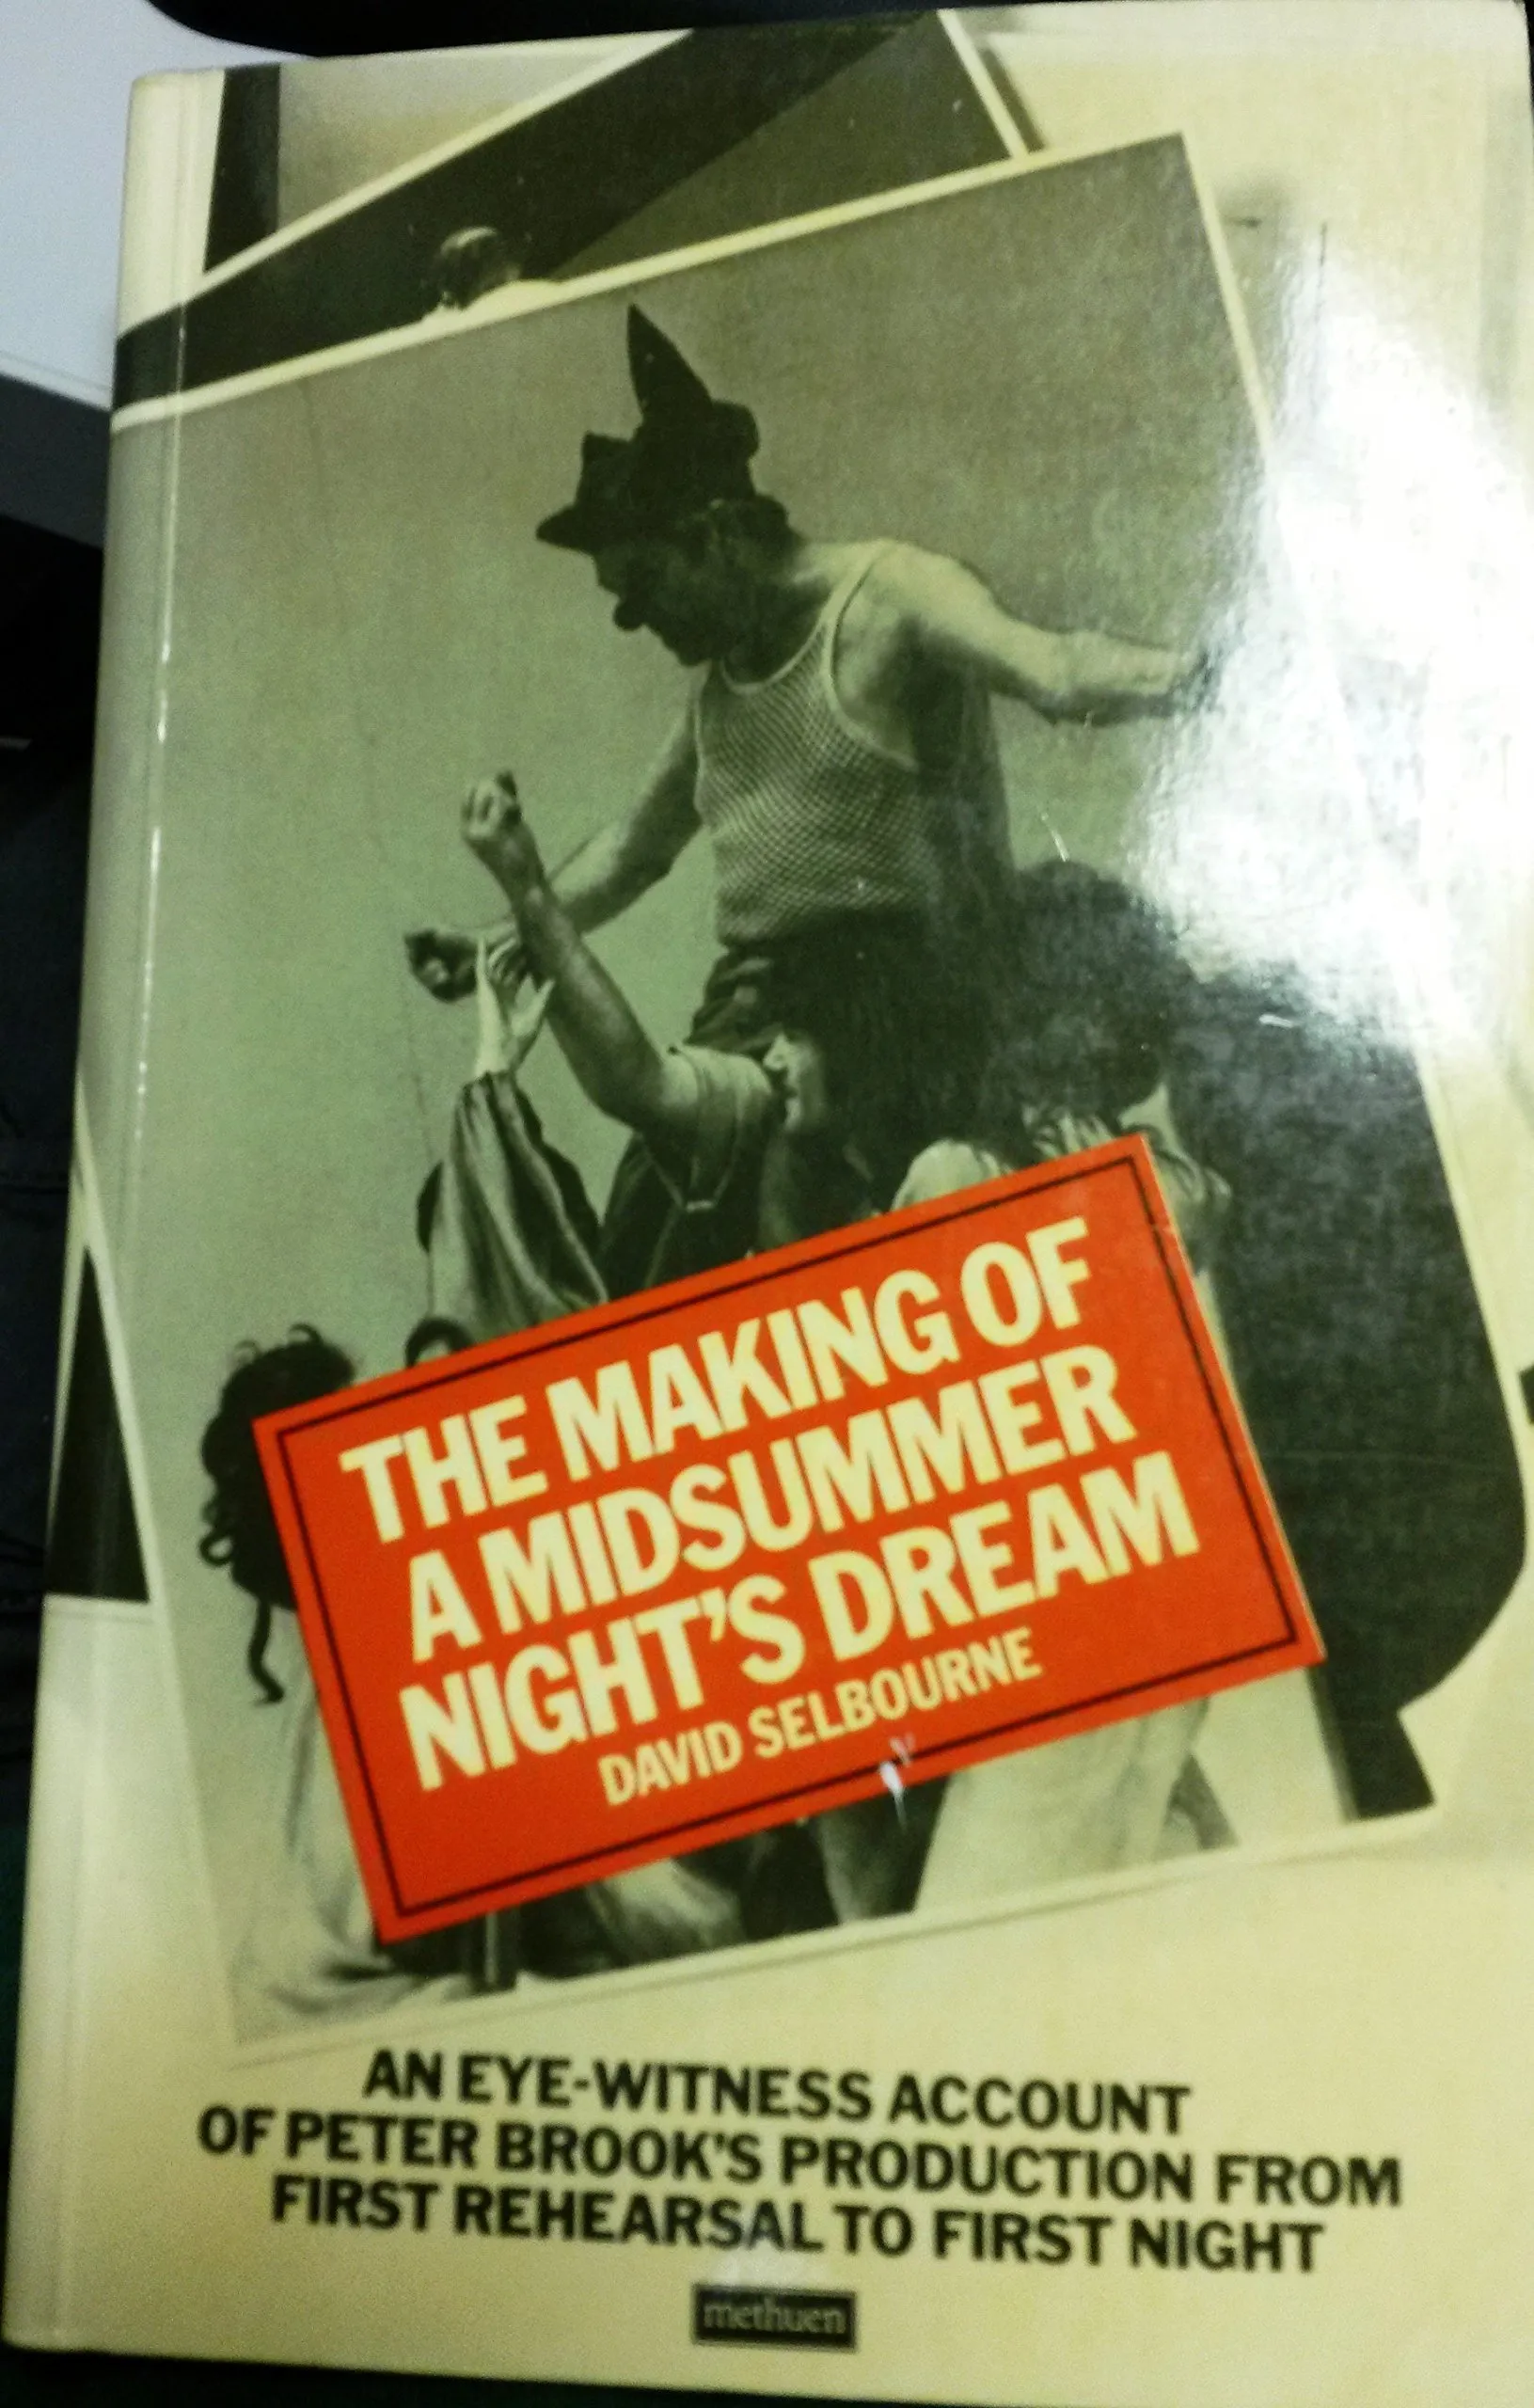 THE MAKING OF
A MIDSUMMER
NIGHT'S DREAM
DAVID SELBOURNE
AN EYE-WITNESS ACCOUNT
OF PETER BROOK'S PRODUCTION FROM
FIRST REHEARSAL TO FIRST NIGHT
methuen